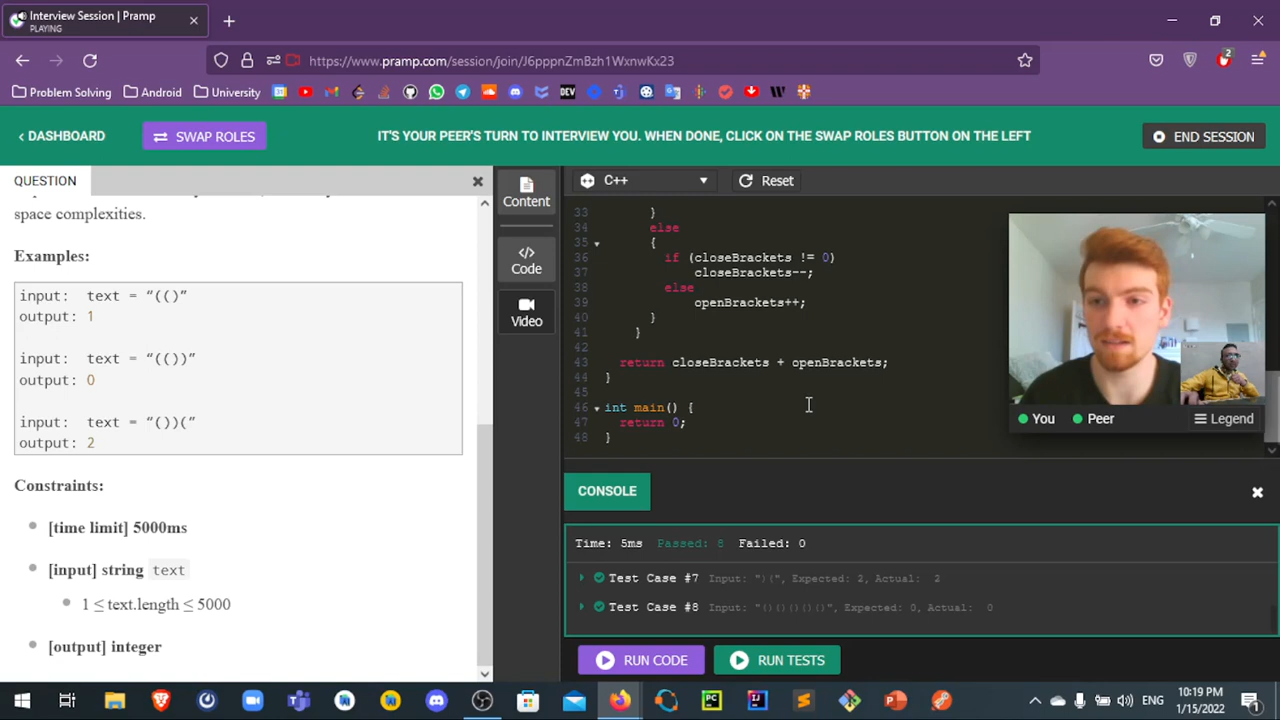 Interview Session | Pramp
PLAYING
https://www.pramp.com/session/join/J6pppnZmBzh1WxnwKx23
2
Problem Solving
Android
University
DEV
DASHBOARD
SWAP ROLES
IT'S YOUR PEER'S TURN TO INTERVIEW YOU. WHEN DONE, CLICK ON THE SWAP ROLES BUTTON ON THE LEFT
END SESSION
QUESTION
space complexities.
Examples:
input: text = “(()”
output: 1
input: text = “(())”
output: 0
input: text = “())(”
output: 2
Constraints:
[time limit] 5000ms
[input] string text
1 ≤ text.length ≤ 5000
[output] integer
Content
Code
Video
C++
Reset
33 }
34 else
35 {
36 if (closeBrackets != 0)
37 closeBrackets--;
38 else
39 openBrackets++;
40 }
41 }
42
43 return closeBrackets + openBrackets;
44 }
45
46 int main() {
47 return 0;
48 }
You
Peer
Legend
CONSOLE
Time: 5ms Passed: 8 Failed: 0
Test Case #7 Input: ")(", Expected: 2, Actual: 2
Test Case #8 Input: "()()()()()", Expected: 0, Actual: 0
RUN CODE
RUN TESTS
ENG
10:19 PM
1/15/2022
1